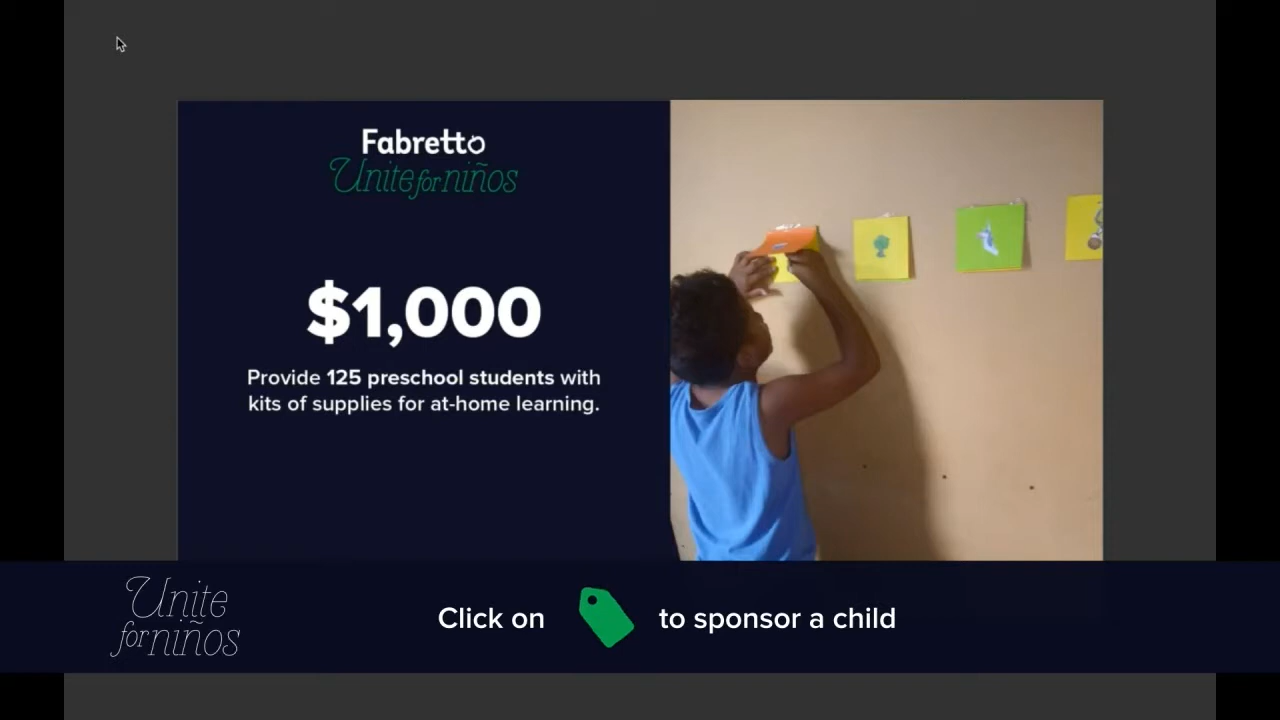 Fabretto
Unite for niños
$1,000
Provide 125 preschool students with
kits of supplies for at-home learning.
Unite
for niños
Click on to sponsor a child